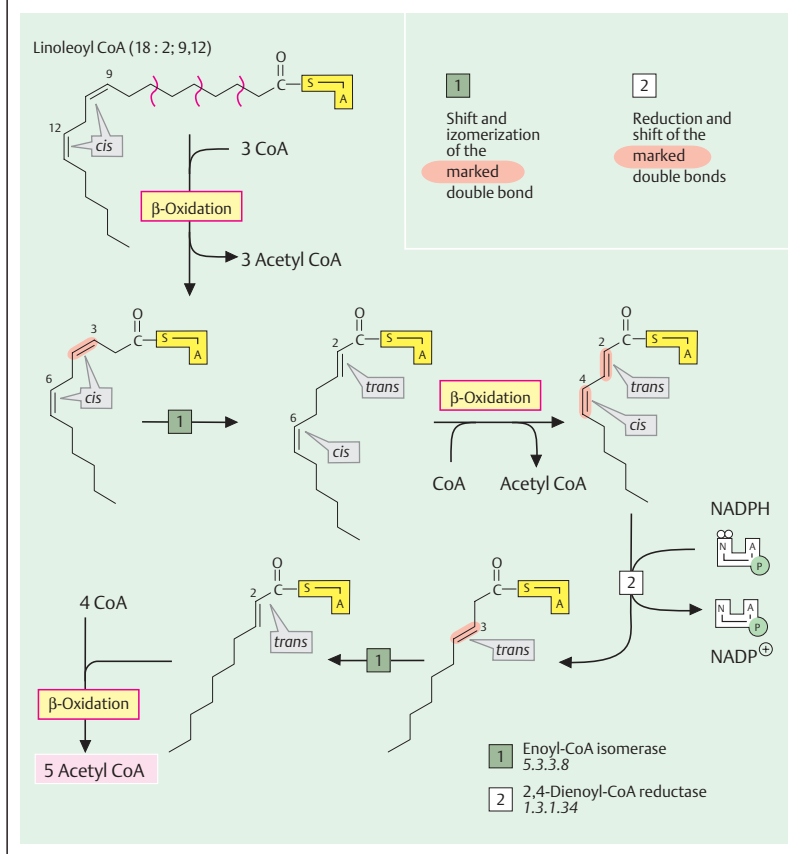 Linoleoyl CoA (18 : 2; 9,12)
9
O
C
S
A
12
cis
3 CoA
β-Oxidation
3 Acetyl CoA
1
Shift and
izomerization
of the
marked
double bond
2
Reduction and
shift of the
marked
double bonds
3
O
C
S
A
6
cis
1
2
O
C
S
A
trans
6
cis
β-Oxidation
CoA
Acetyl CoA
2
O
C
S
A
trans
4
cis
NADPH
N A
P
2
N A
P
NADP⊕
O
C
S
A
3
trans
1
O
C
S
A
2
trans
4 CoA
β-Oxidation
5 Acetyl CoA
1 Enoyl-CoA isomerase
5.3.3.8
2 2,4-Dienoyl-CoA reductase
1.3.1.34